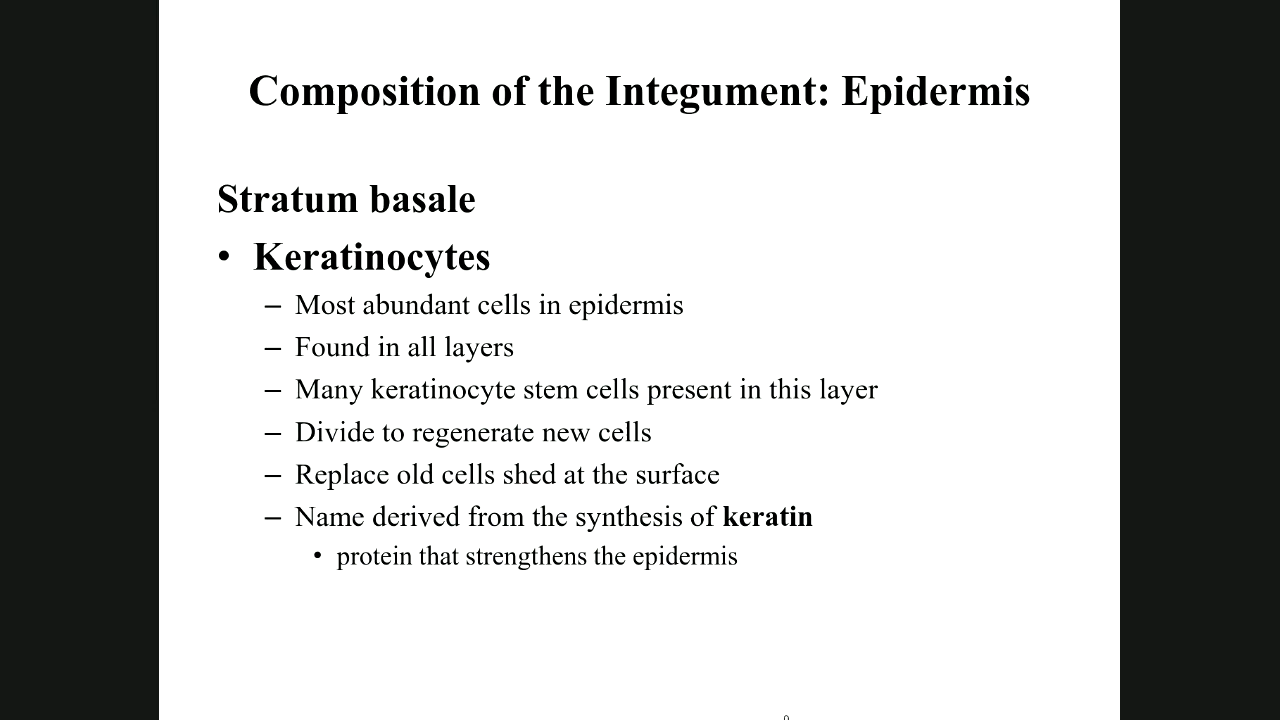 Composition of the Integument: Epidermis
Stratum basale
• Keratinocytes
– Most abundant cells in epidermis
– Found in all layers
– Many keratinocyte stem cells present in this layer
– Divide to regenerate new cells
– Replace old cells shed at the surface
– Name derived from the synthesis of keratin
• protein that strengthens the epidermis